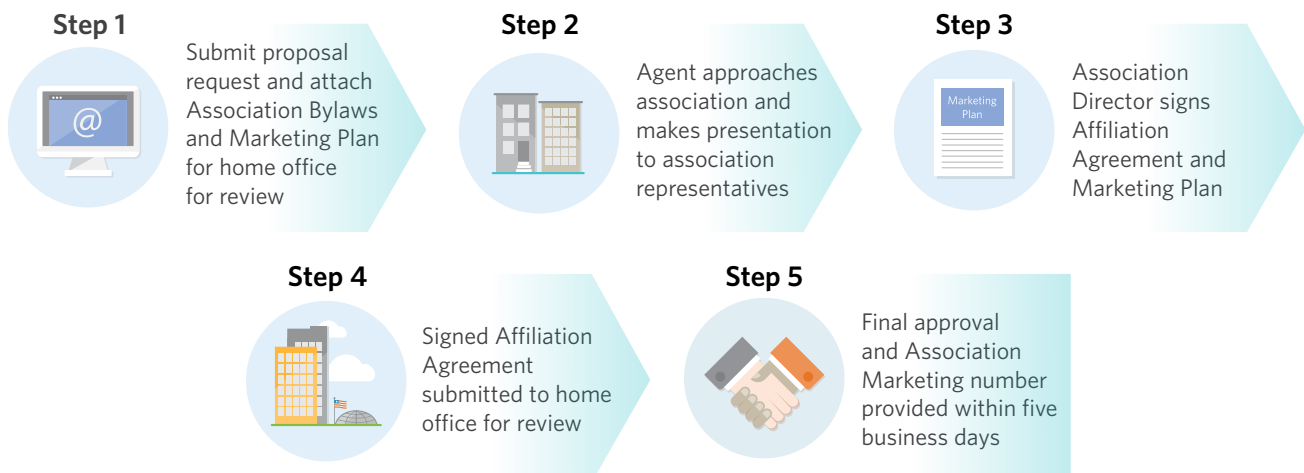 Step 1
Submit proposal
request and attach
Association Bylaws
and Marketing Plan
for home office
for review
@
Step 2
Agent approaches
association and
makes presentation
to association
representatives
Step 3
Marketing
Plan
Association
Director signs
Affiliation
Agreement and
Marketing Plan
Step 4
Signed Affiliation
Agreement
submitted to home
office for review
Step 5
Final approval
and Association
Marketing number
provided within five
business days